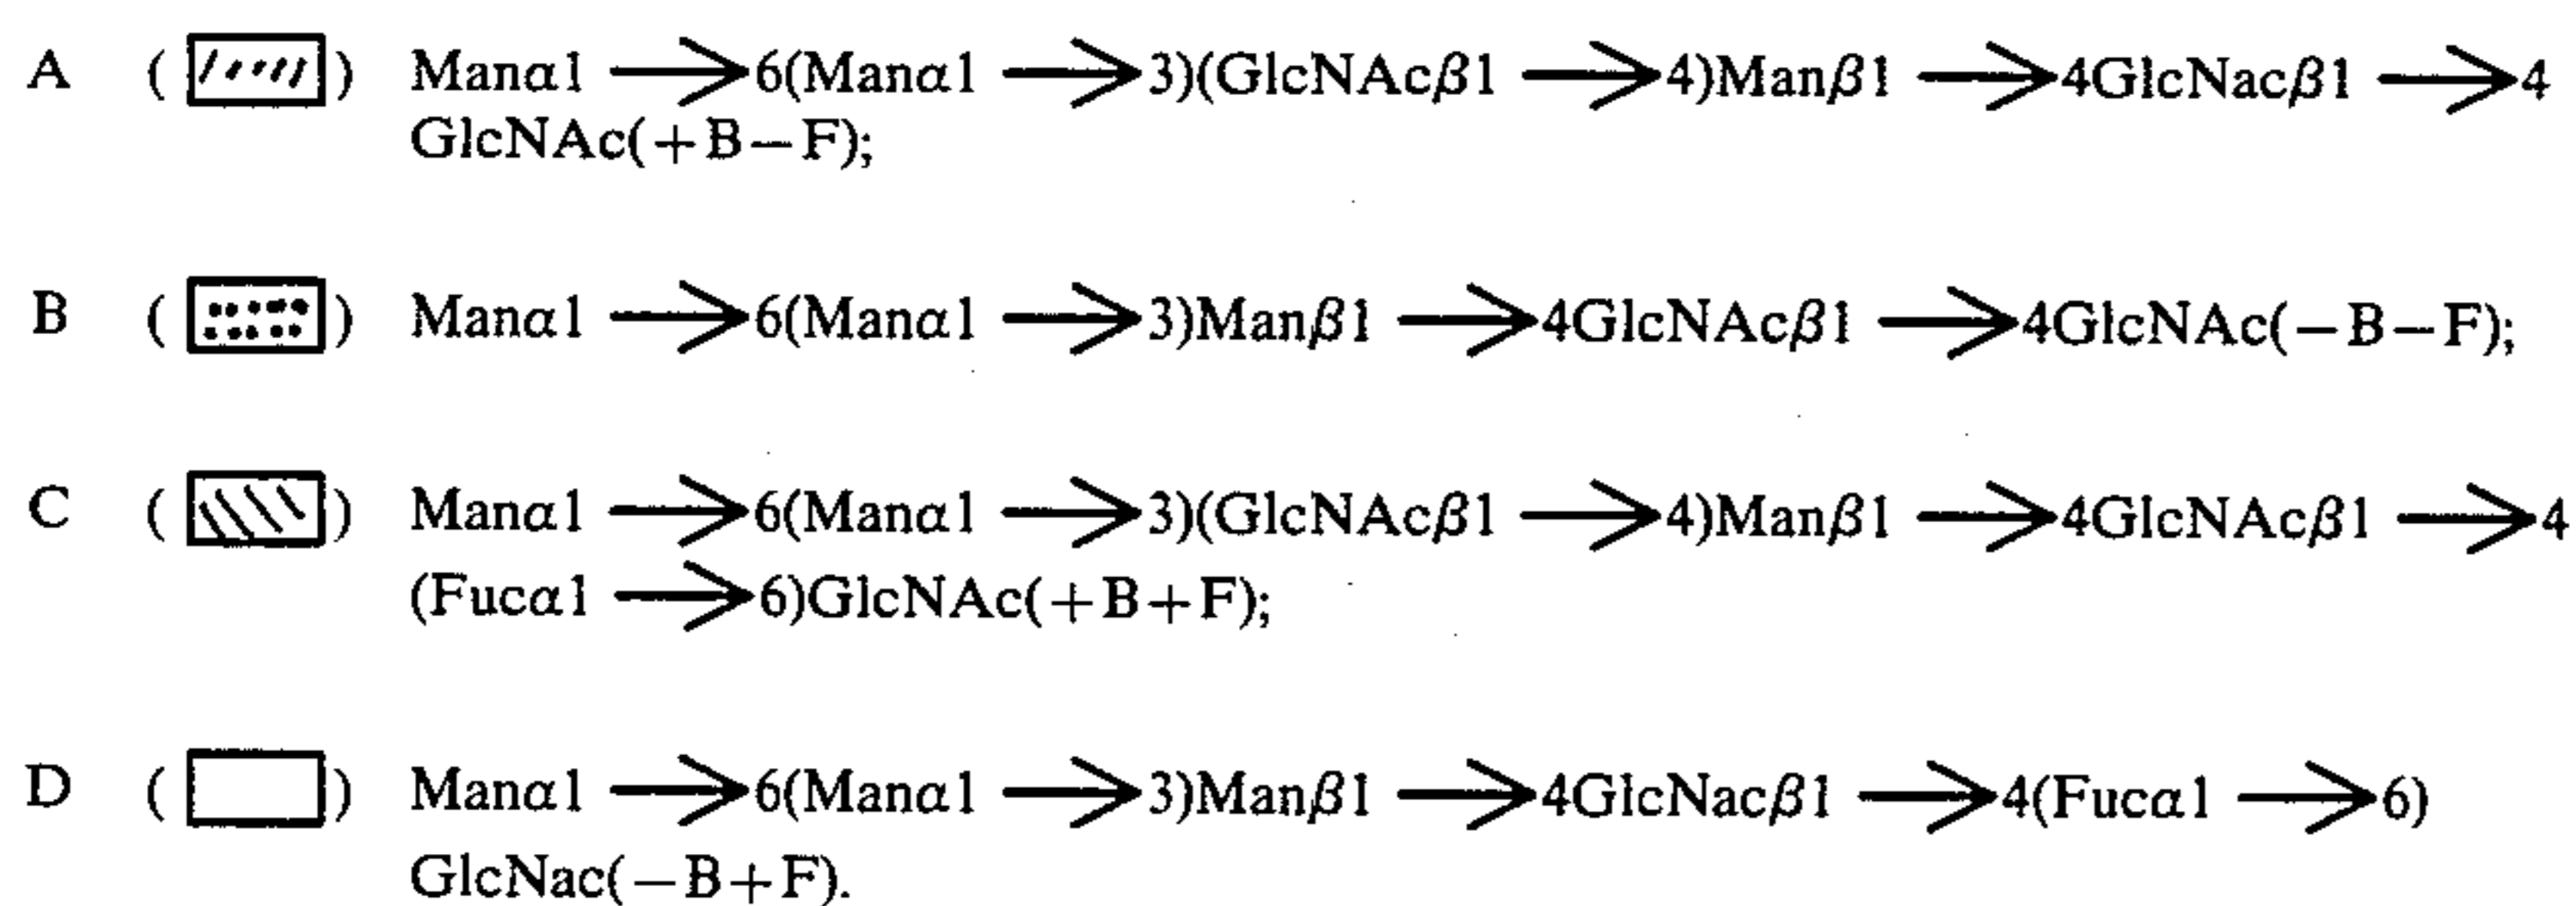 A ( ) Manα1 ⟶ 6(Manα1 ⟶ 3)(GlcNAcβ1 ⟶ 4)Manβ1 ⟶ 4GlcNacβ1 ⟶ 4
GlcNAc(+B−F);
B ( ) Manα1 ⟶ 6(Manα1 ⟶ 3)Manβ1 ⟶ 4GlcNAcβ1 ⟶ 4GlcNAc(−B−F);
C ( ) Manα1 ⟶ 6(Manα1 ⟶ 3)(GlcNAcβ1 ⟶ 4)Manβ1 ⟶ 4GlcNAcβ1 ⟶ 4
(Fucα1 ⟶ 6)GlcNAc(+B+F);
D ( ) Manα1 ⟶ 6(Manα1 ⟶ 3)Manβ1 ⟶ 4GlcNacβ1 ⟶ 4(Fucα1 ⟶ 6)
GlcNac(−B+F).